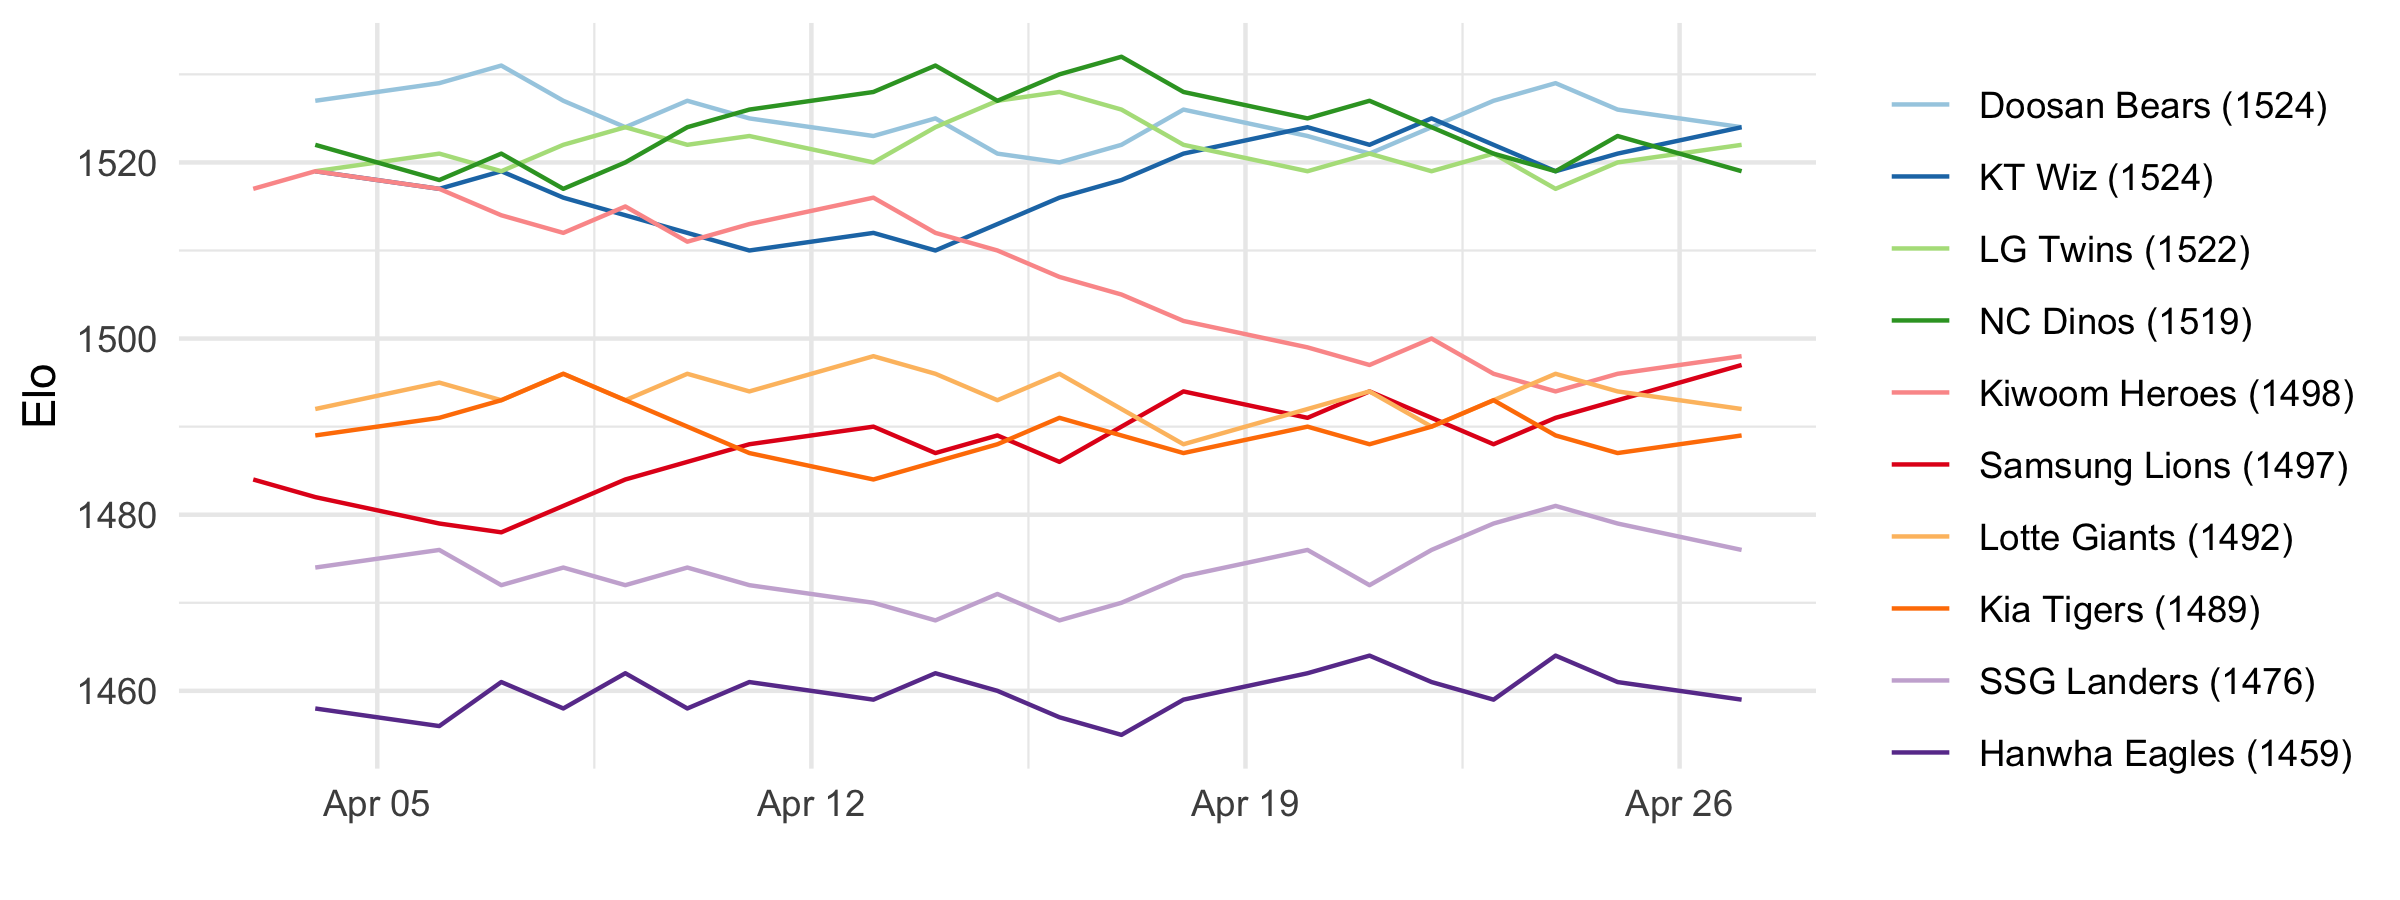 Elo
1520
1500
1480
1460
Apr 05
Apr 12
Apr 19
Apr 26
Doosan Bears (1524)
KT Wiz (1524)
LG Twins (1522)
NC Dinos (1519)
Kiwoom Heroes (1498)
Samsung Lions (1497)
Lotte Giants (1492)
Kia Tigers (1489)
SSG Landers (1476)
Hanwha Eagles (1459)